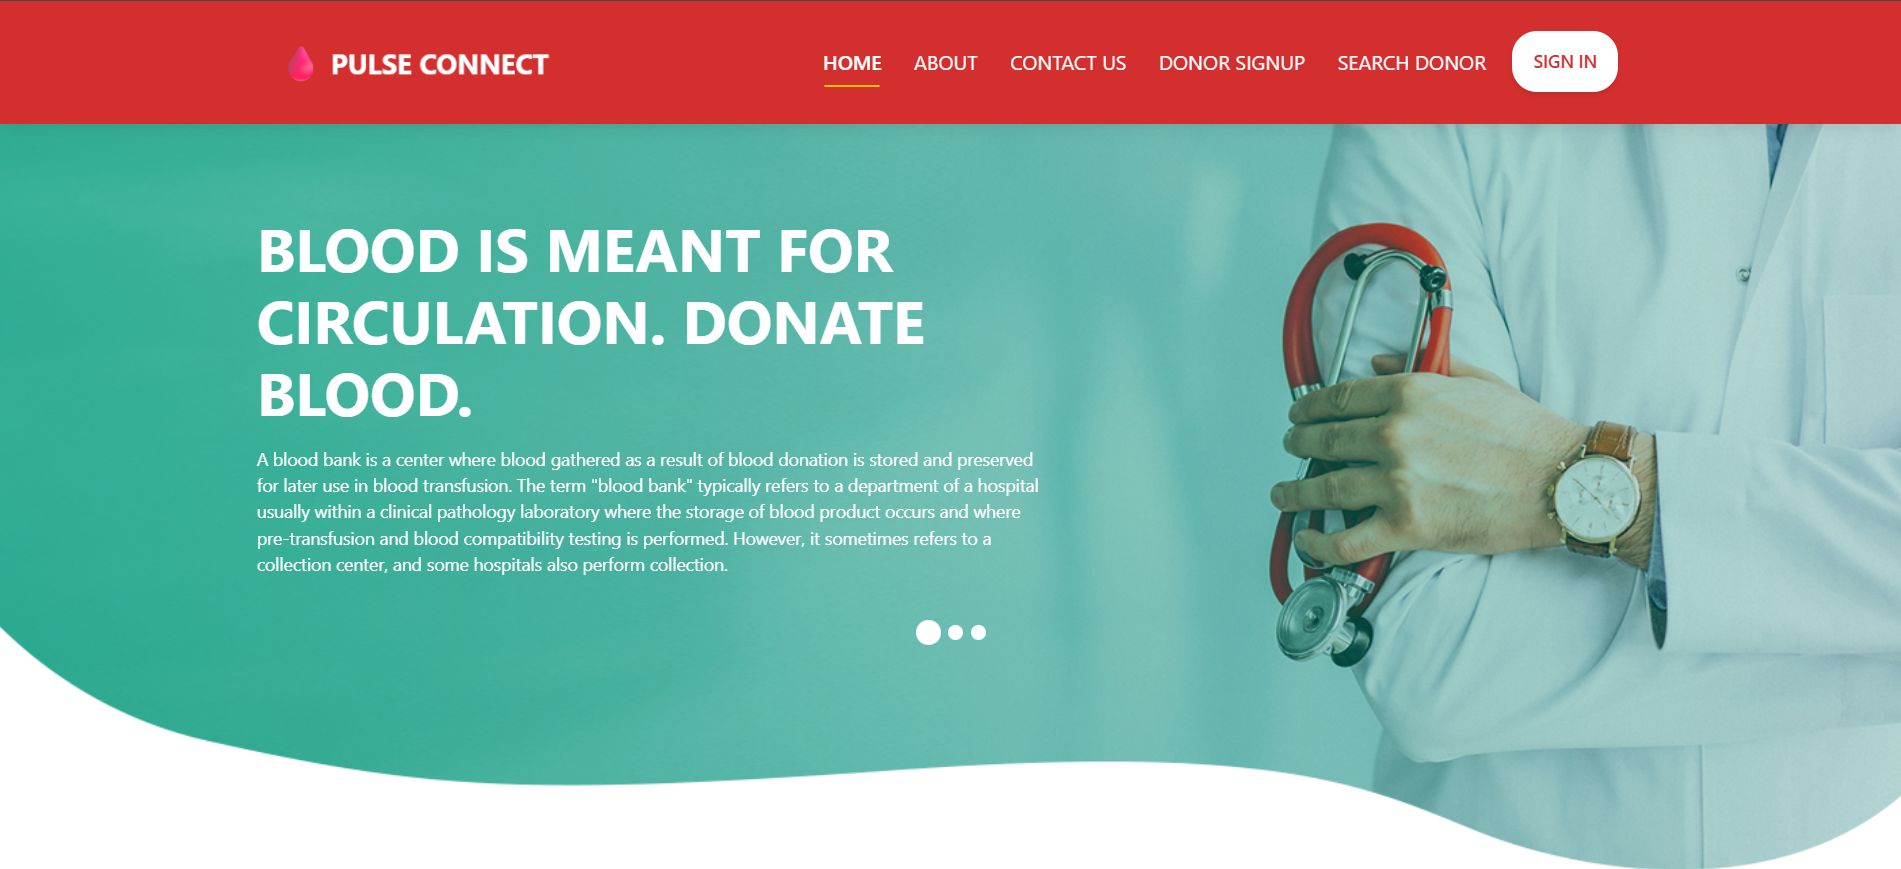 PULSE CONNECT
HOME
ABOUT
CONTACT US
DONOR SIGNUP
SEARCH DONOR
SIGN IN
BLOOD IS MEANT FOR
CIRCULATION. DONATE
BLOOD.
A blood bank is a center where blood gathered as a result of blood donation is stored and preserved
for later use in blood transfusion. The term "blood bank" typically refers to a department of a hospital
usually within a clinical pathology laboratory where the storage of blood product occurs and where
pre-transfusion and blood compatibility testing is performed. However, it sometimes refers to a
collection center, and some hospitals also perform collection.